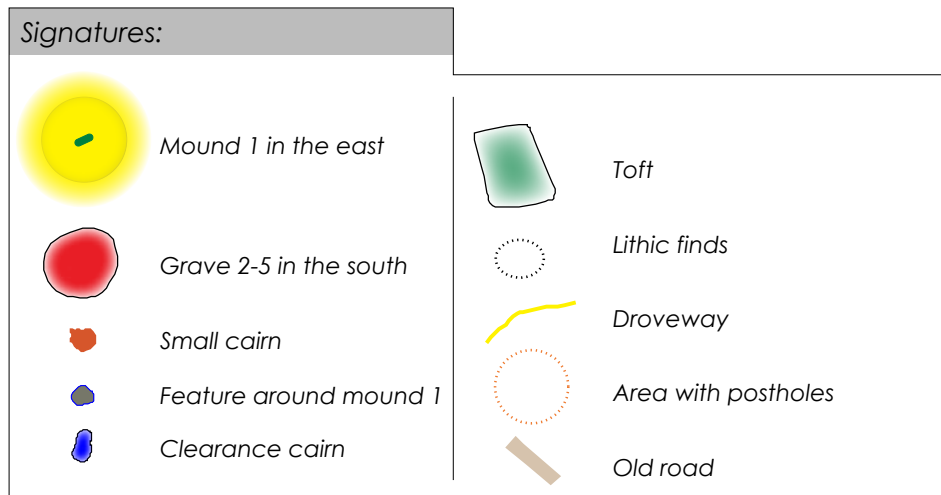 Signatures:
Mound 1 in the east
Grave 2-5 in the south
Small cairn
Feature around mound 1
Clearance cairn
Toft
Lithic finds
Droveway
Area with postholes
Old road